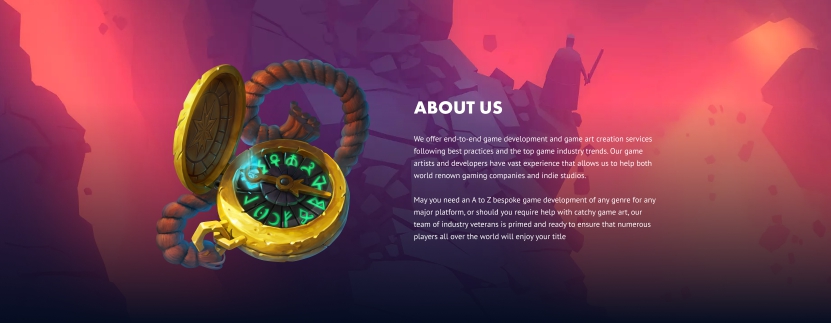 ABOUT US
We offer end-to-end game development and game art creation services
following best practices and the top game industry trends. Our game
artists and developers have vast experience that allows us to help both
world renown gaming companies and indie studios.
May you need an A to Z bespoke game development of any genre for any
major platform, or should you require help with catchy game art, our
team of industry veterans is primed and ready to ensure that numerous
players all over the world will enjoy your title